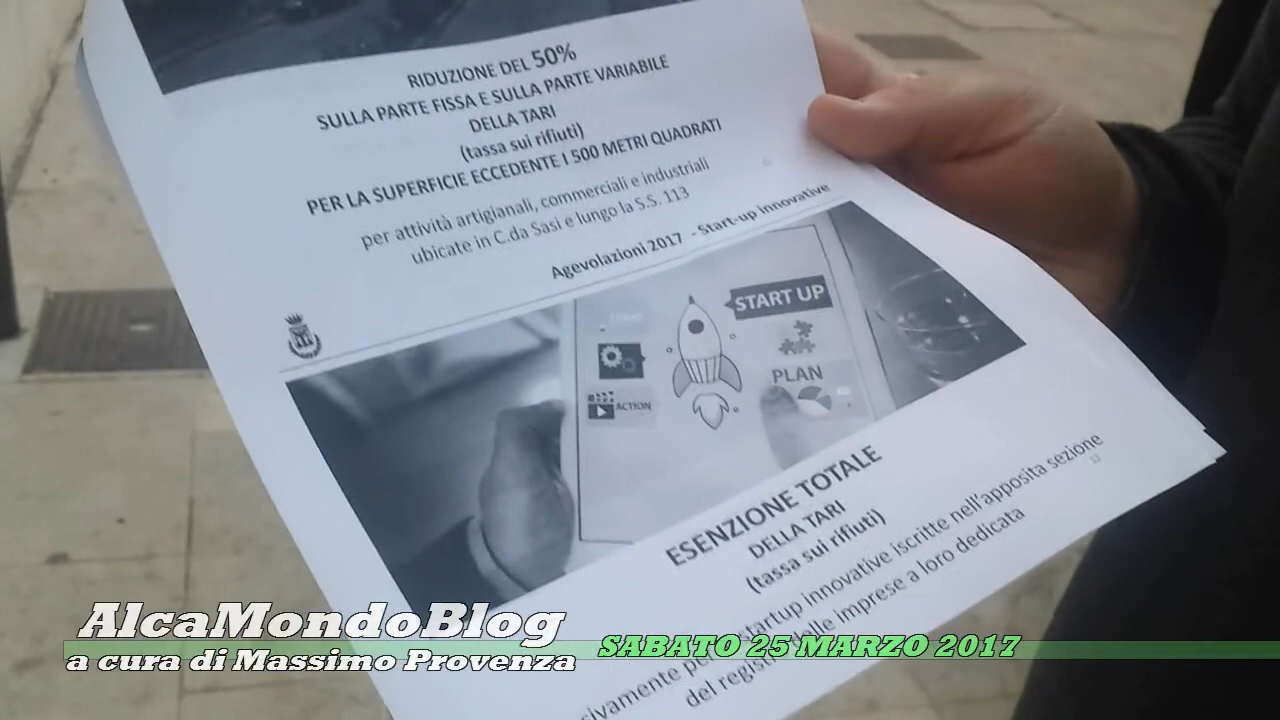 RIDUZIONE DEL 50%
SULLA PARTE FISSA E SULLA PARTE VARIABILE
DELLA TARI
(tassa sui rifiuti)
PER LA SUPERFICIE ECCEDENTE I 500 METRI QUADRATI
per attività artigianali, commerciali e industriali
ubicate in C.da Sasi e lungo la S.S. 113
Agevolazioni 2017 - Start-up innovative
START UP
PLAN
ACTION
ESENZIONE TOTALE
DELLA TARI
(tassa sui rifiuti)
startup innovative iscritte nell'apposita sezione
del registro delle imprese a loro dedicata
AlcaMondoBlog
a cura di Massimo Provenza
SABATO 25 MARZO 2017